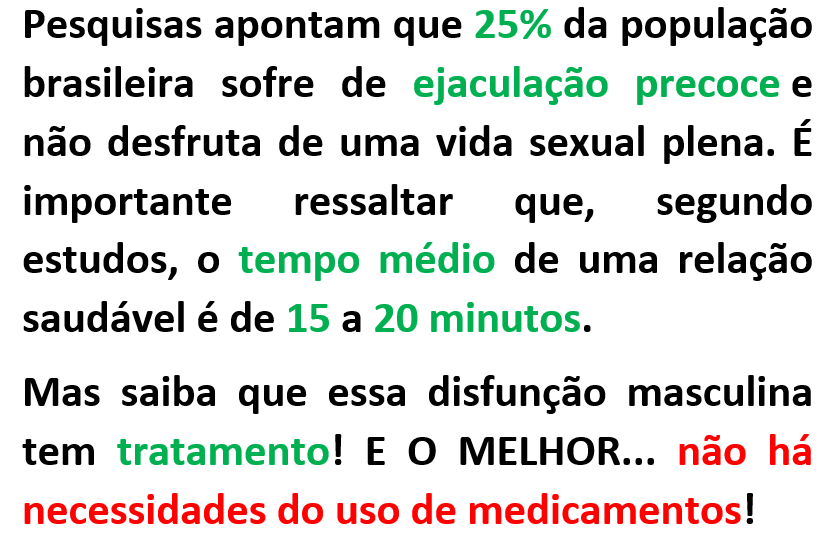 Pesquisas apontam que 25% da população
brasileira sofre de ejaculação precoce e
não desfruta de uma vida sexual plena. É
importante ressaltar que, segundo
estudos, o tempo médio de uma relação
saudável é de 15 a 20 minutos.
Mas saiba que essa disfunção masculina
tem tratamento! E O MELHOR... não há
necessidades do uso de medicamentos!